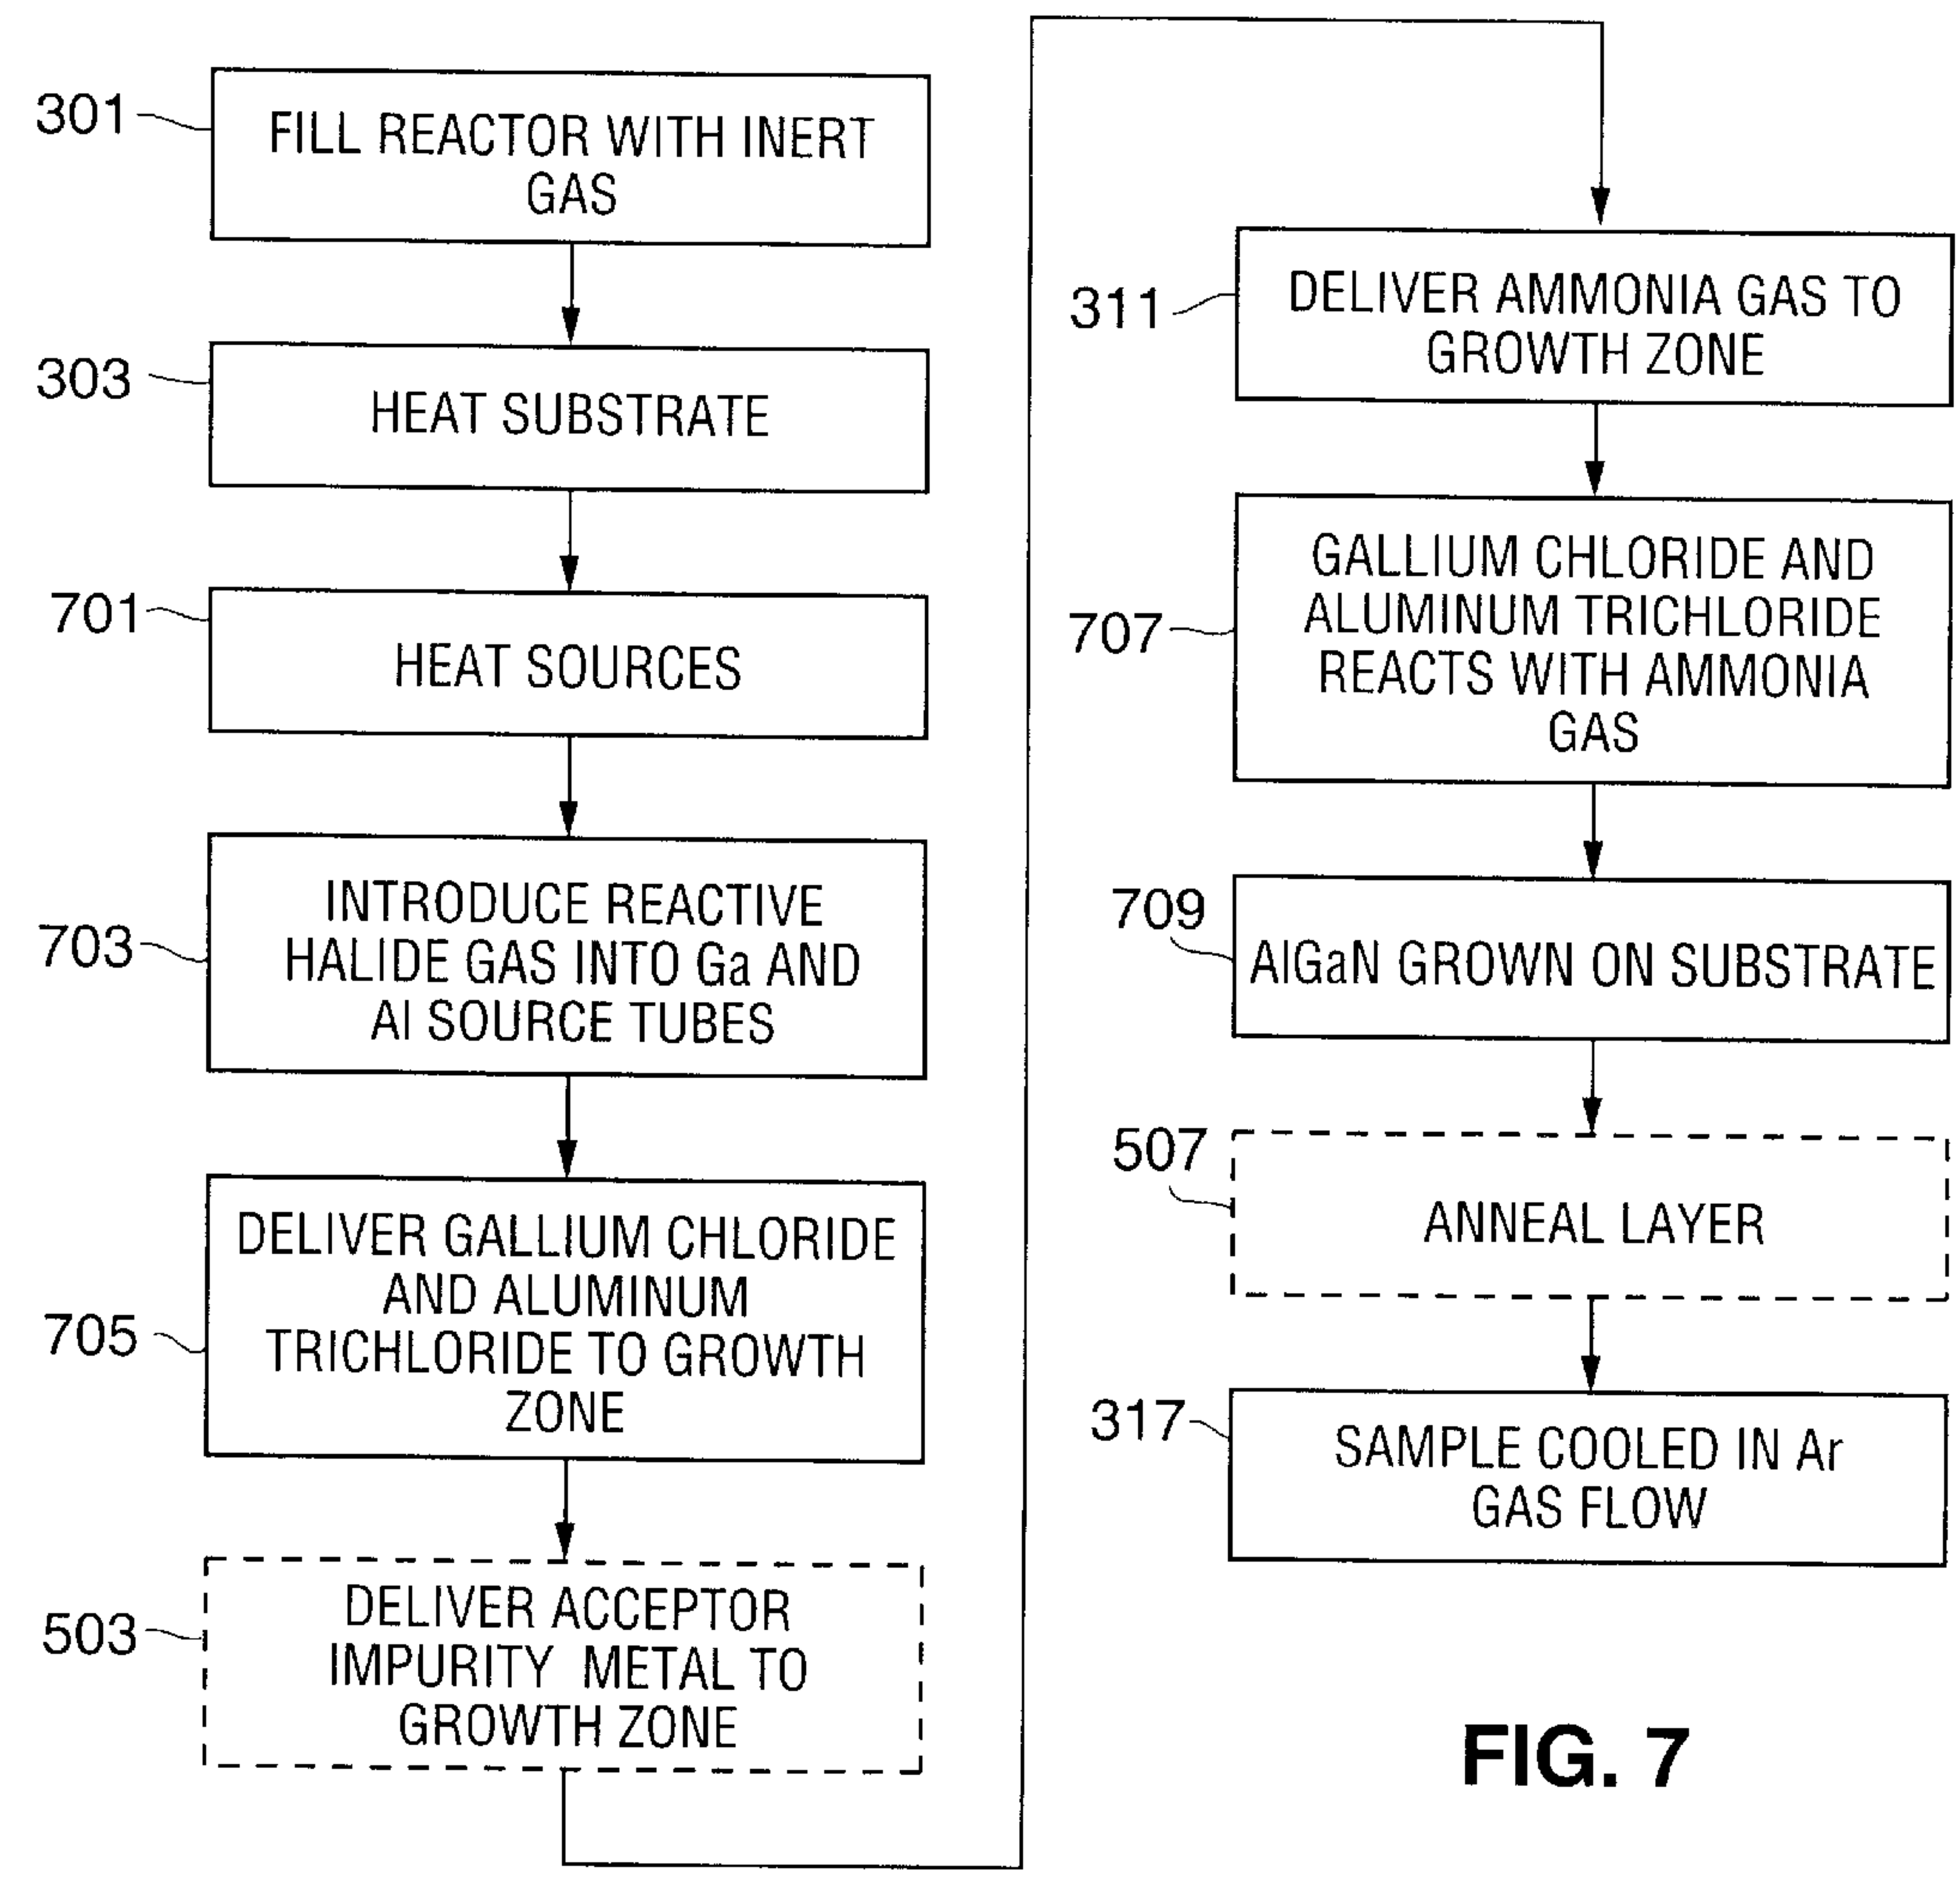 301
FILL REACTOR WITH INERT
GAS
303
HEAT SUBSTRATE
701
HEAT SOURCES
703
INTRODUCE REACTIVE
HALIDE GAS INTO Ga AND
Al SOURCE TUBES
705
DELIVER GALLIUM CHLORIDE
AND ALUMINUM
TRICHLORIDE TO GROWTH
ZONE
503
DELIVER ACCEPTOR
IMPURITY METAL TO
GROWTH ZONE
311
DELIVER AMMONIA GAS TO
GROWTH ZONE
707
GALLIUM CHLORIDE AND
ALUMINUM TRICHLORIDE
REACTS WITH AMMONIA
GAS
709
AlGaN GROWN ON SUBSTRATE
507
ANNEAL LAYER
317
SAMPLE COOLED IN Ar
GAS FLOW
FIG. 7